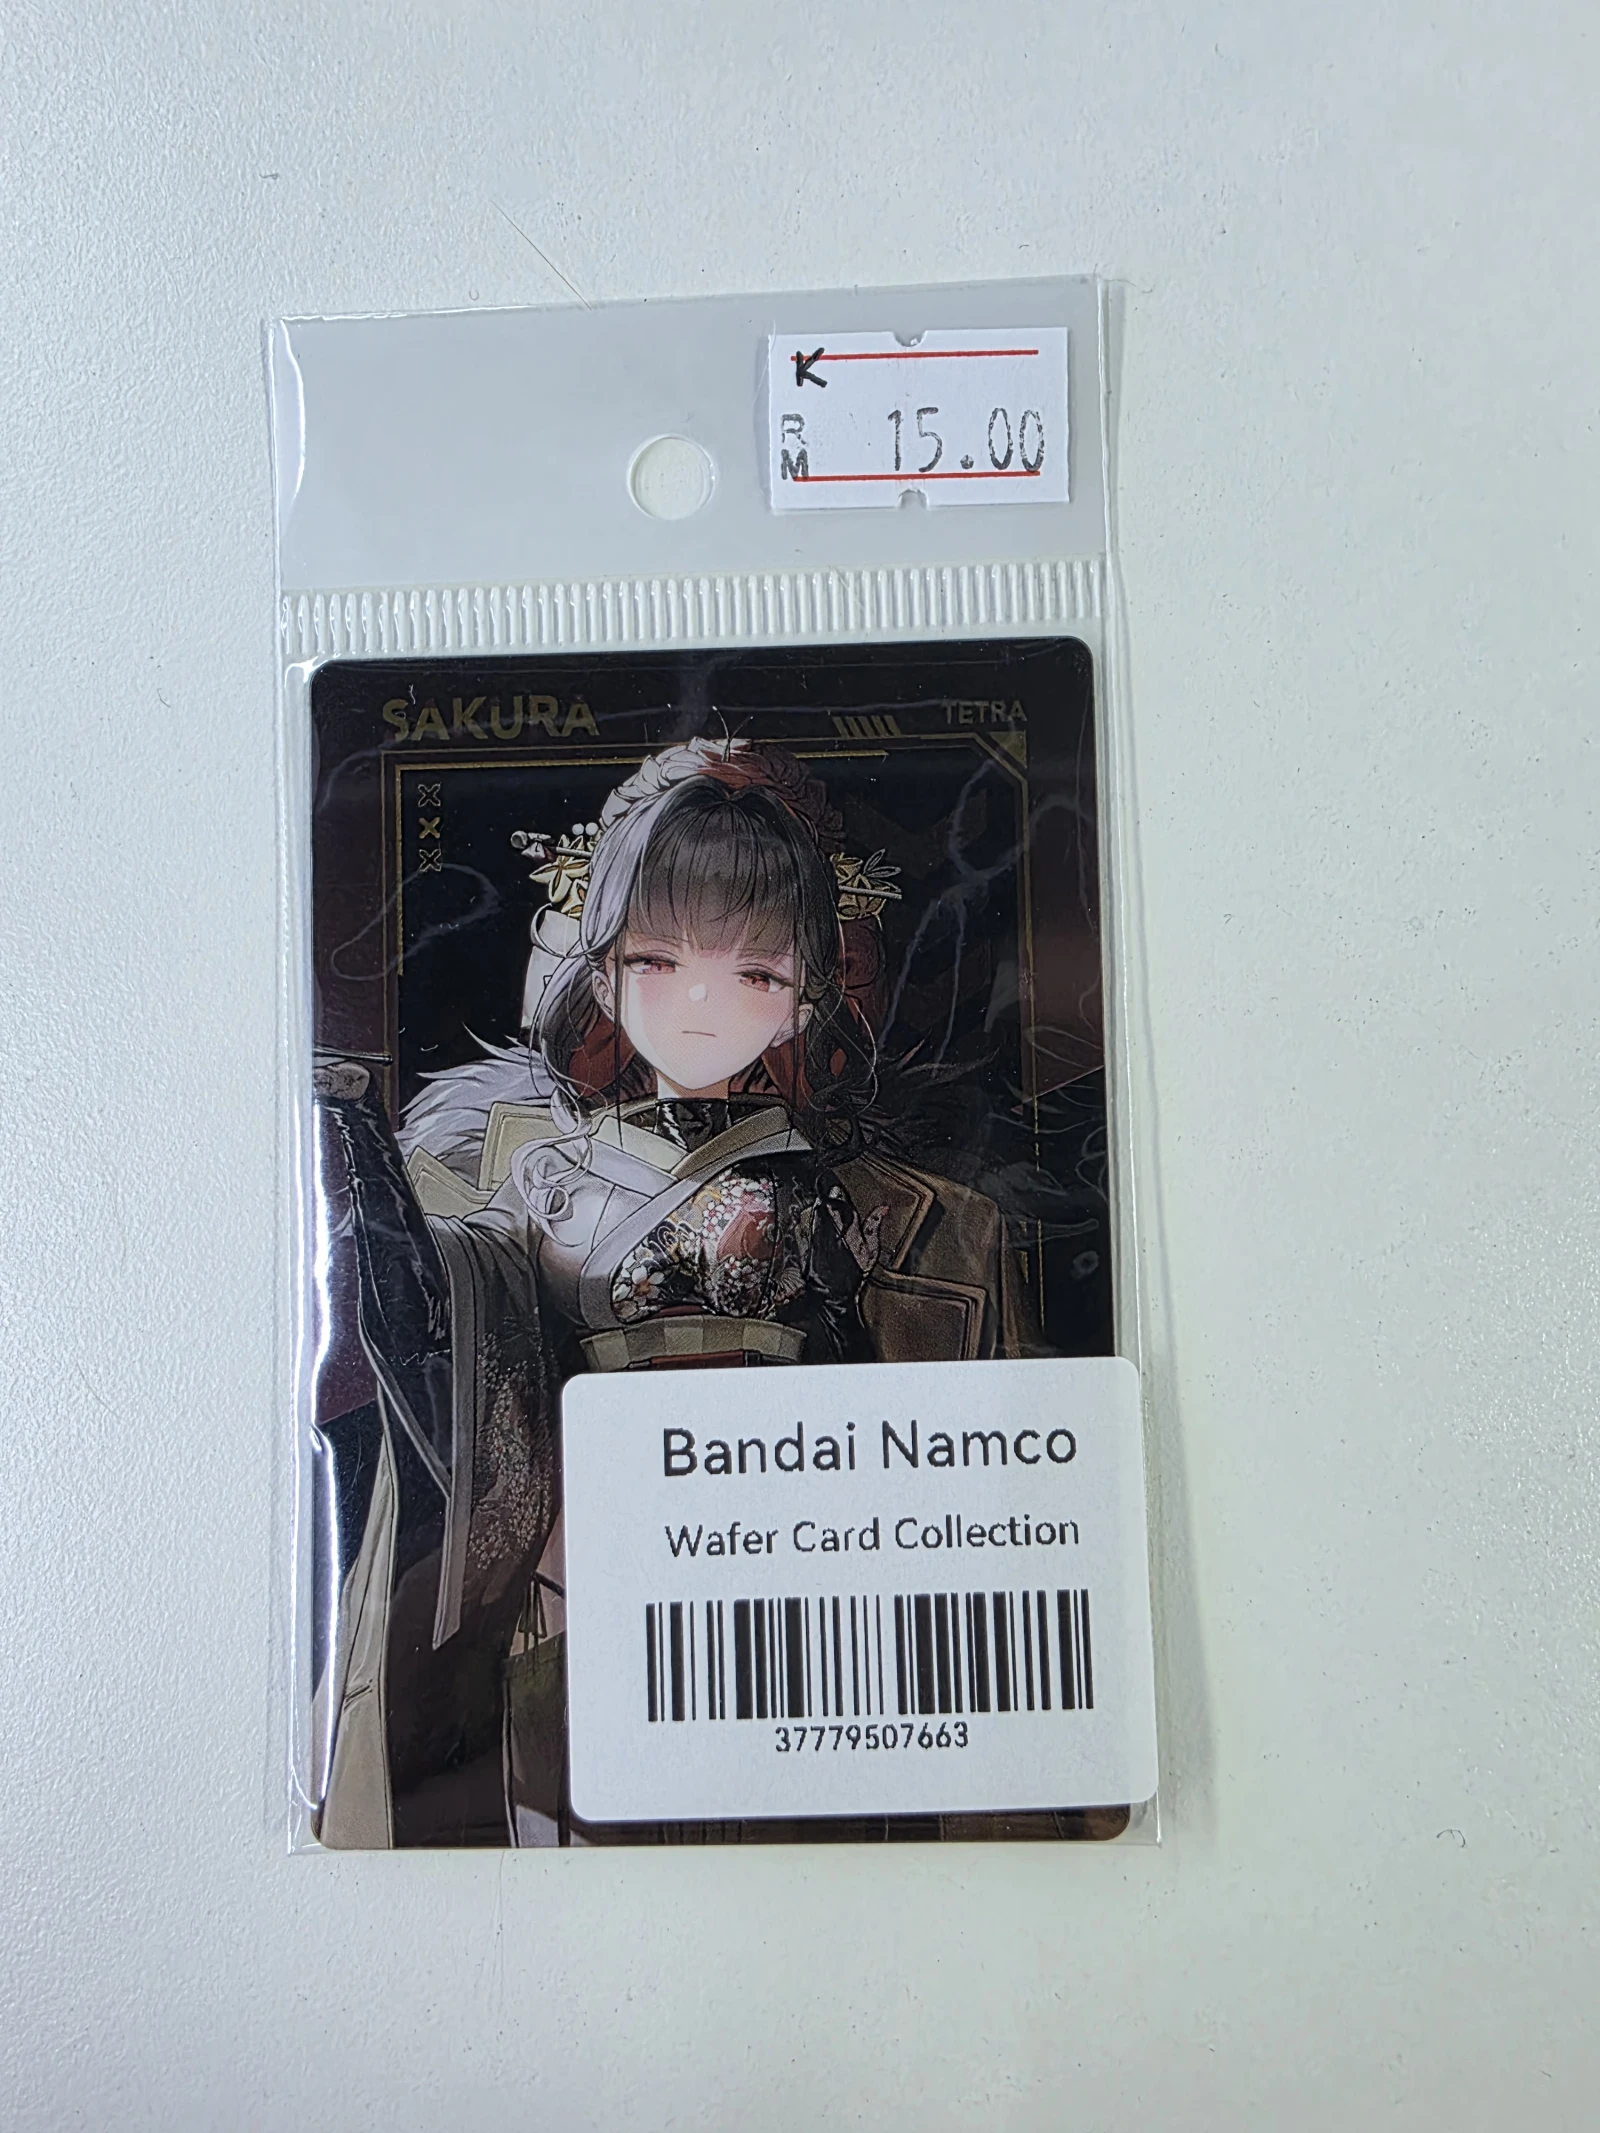 K
RM 15.00
SAKURA
TETRA
Bandai Namco
Wafer Card Collection
37779507663